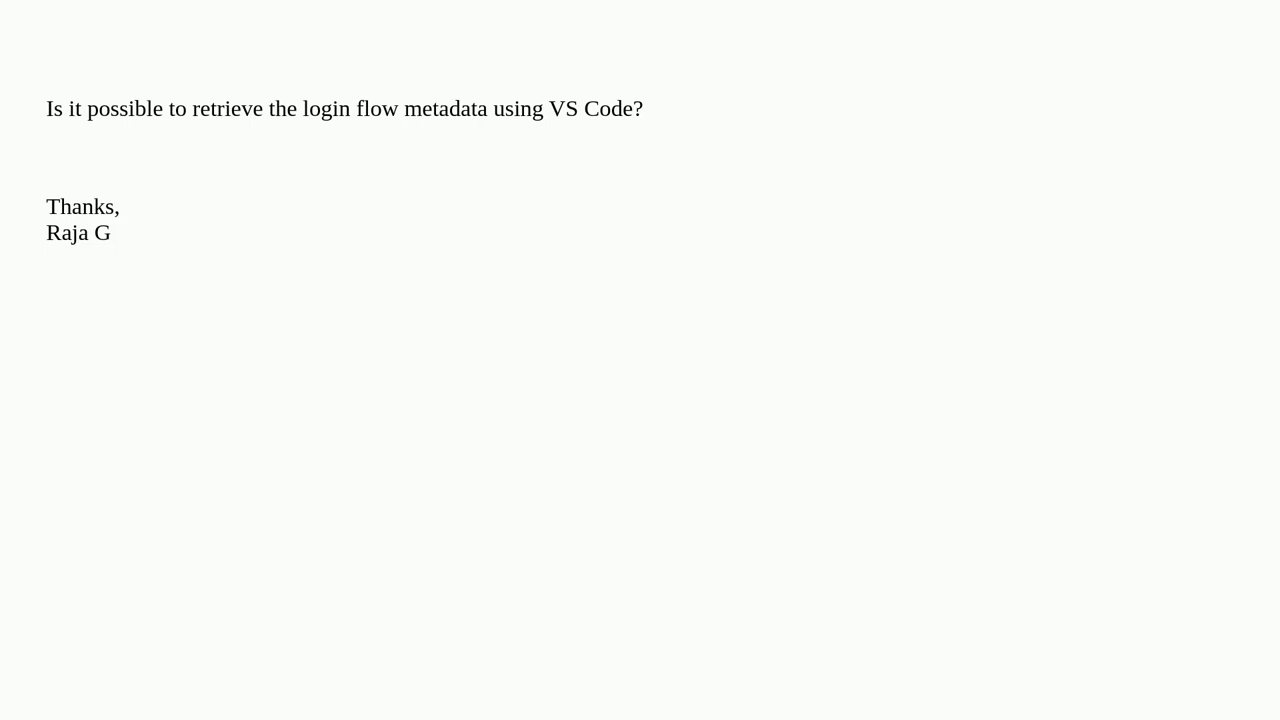 Is it possible to retrieve the login flow metadata using VS Code?
Thanks,
Raja G